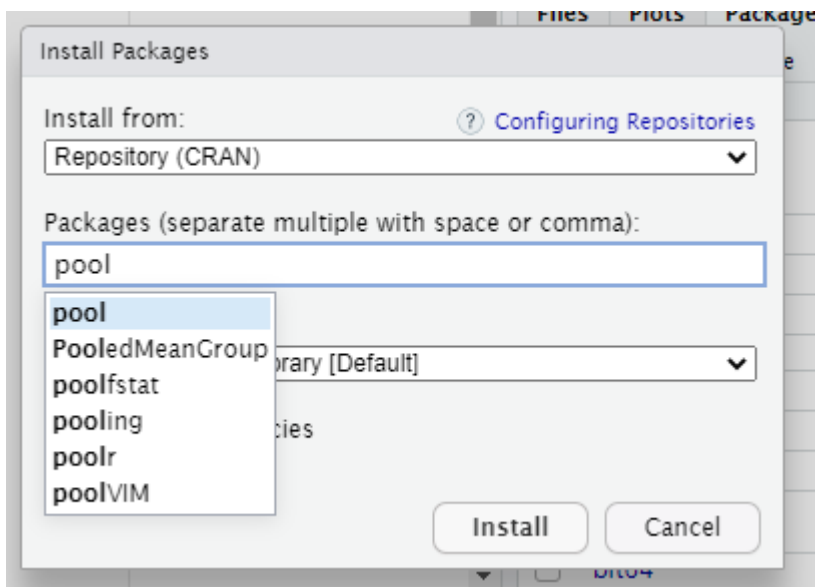 Files Plots Package
Install Packages
e
Install from:
? Configuring Repositories
Repository (CRAN)
Packages (separate multiple with space or comma):
pool
pool
PooledMeanGroup
brary [Default]
poolfstat
pooling
cies
poolr
poolVIM
Install Cancel
bit64